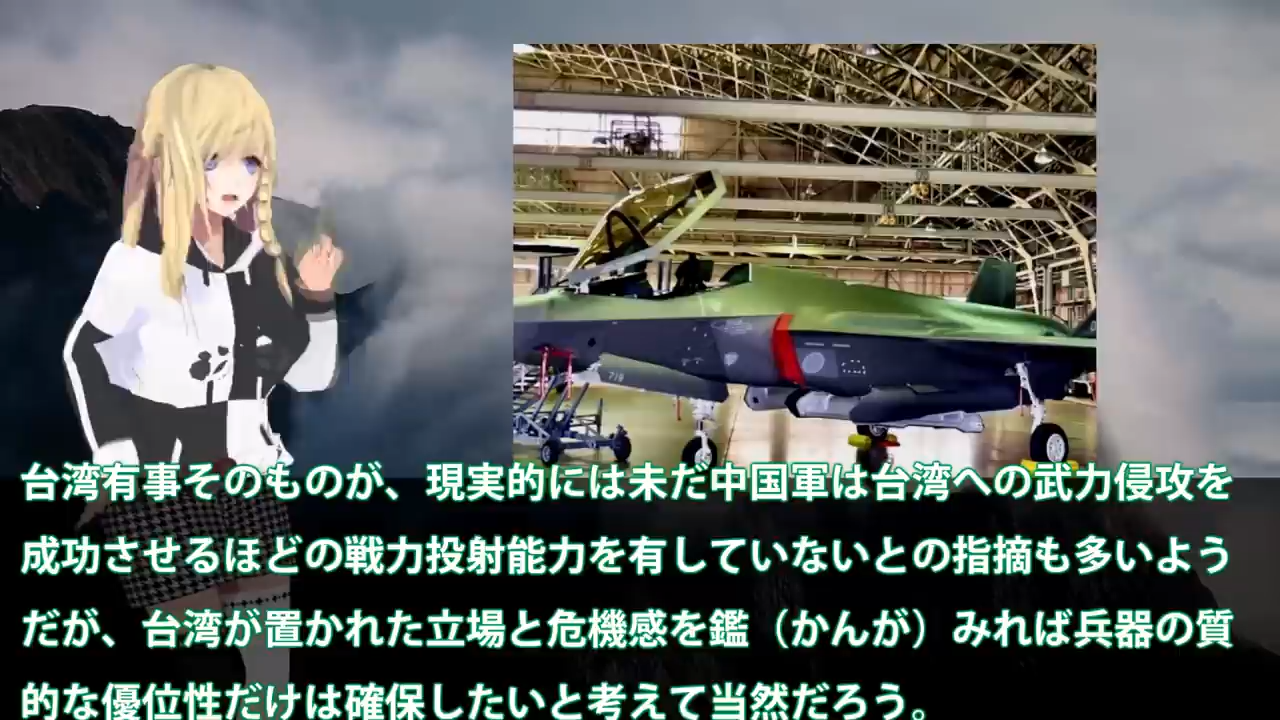 719
台湾有事そのものが、現実的には未だ中国軍は台湾への武力侵攻を
成功させるほどの戦力投射能力を有していないとの指摘も多いよう
だが、台湾が置かれた立場と危機感を鑑（かんが）みれば兵器の質
的な優位性だけは確保したいと考えて当然だろう。